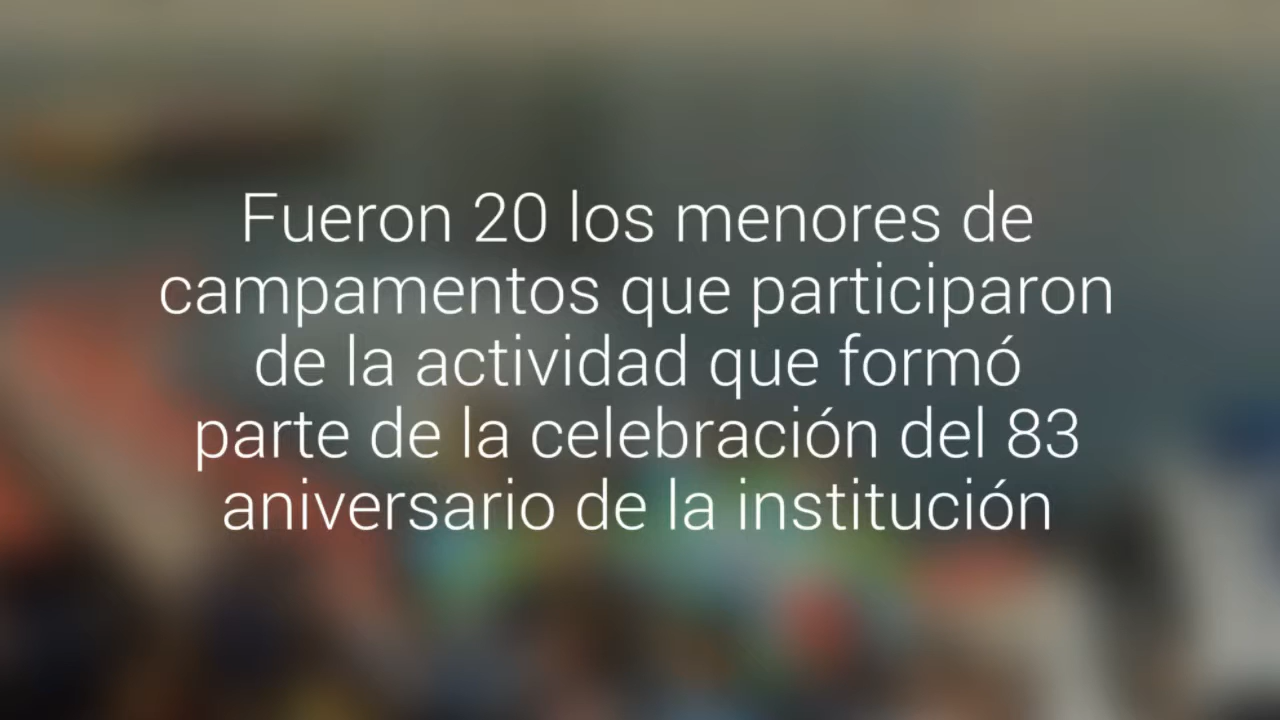 Fueron 20 los menores de
campamentos que participaron
de la actividad que formó
parte de la celebración del 83
aniversario de la institución